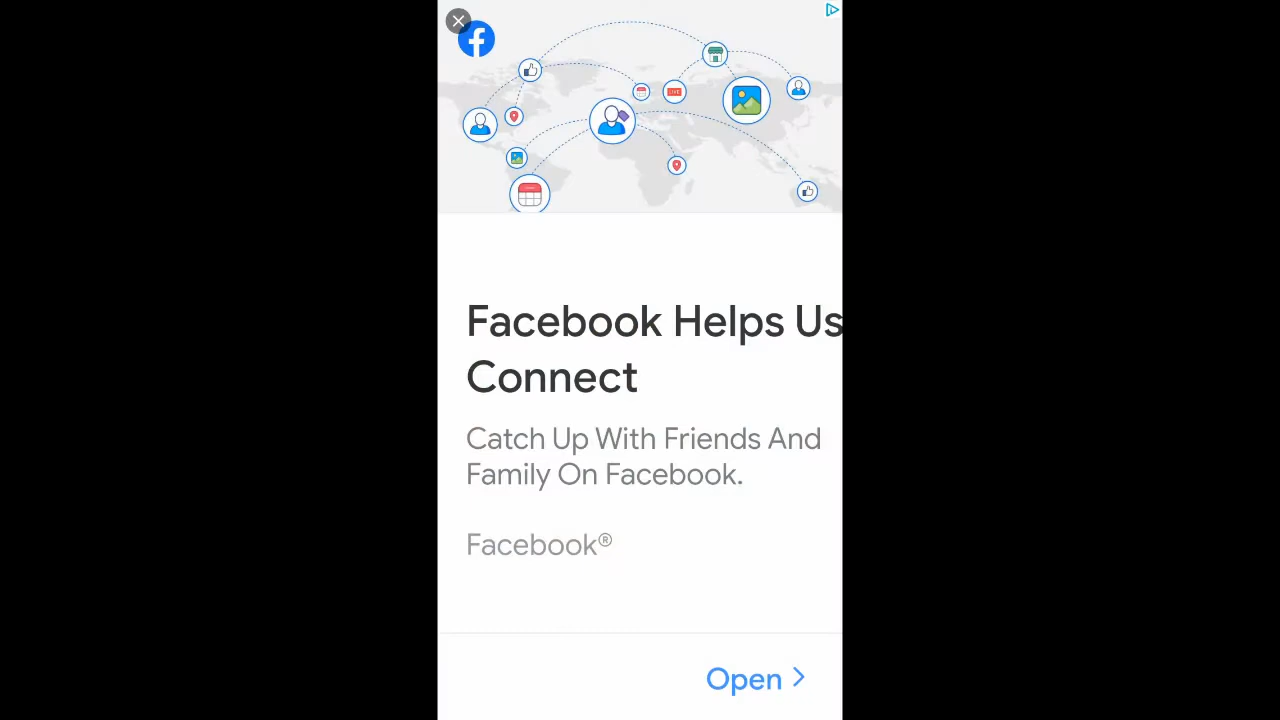 Facebook Helps Us
Connect
Catch Up With Friends And
Family On Facebook.
Facebook®
Open